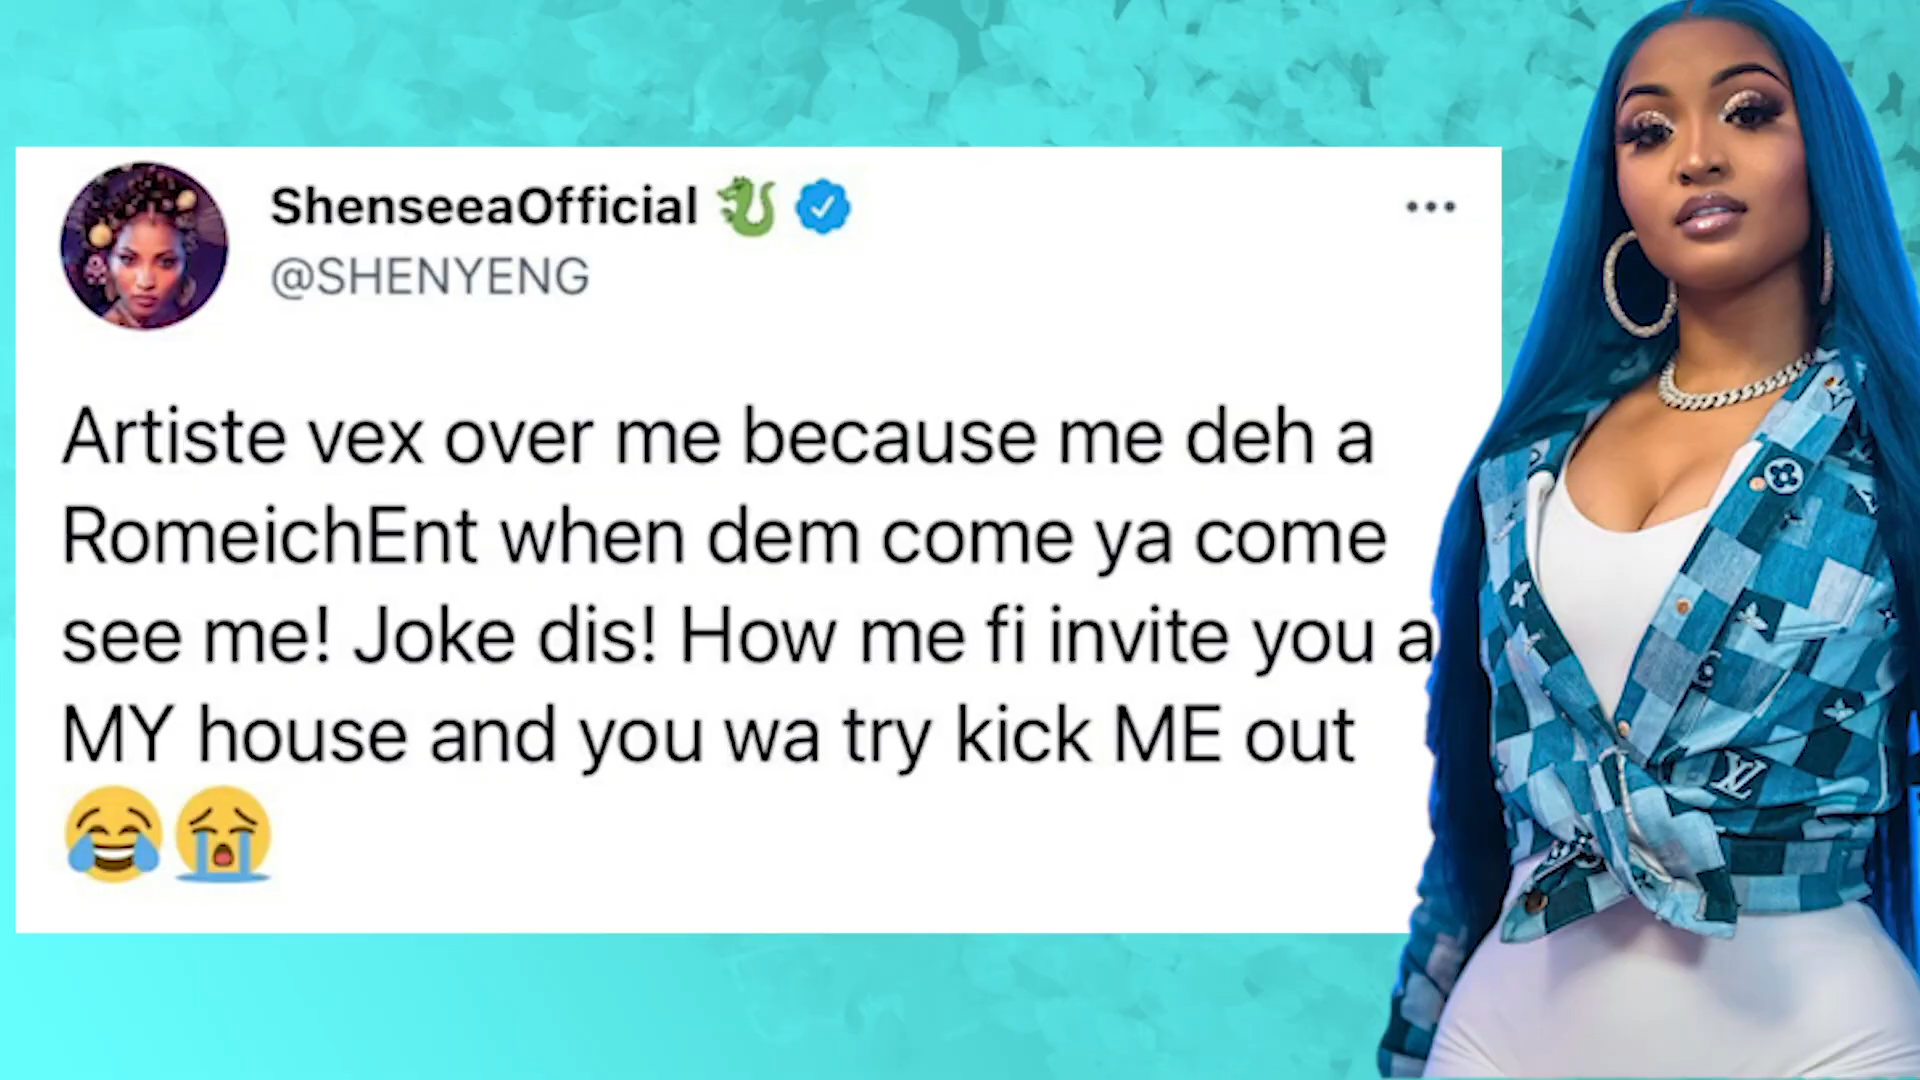 ShenseeaOfficial 🐉
@SHENYENG
Artiste vex over me because me deh a
RomeichEnt when dem come ya come
see me! Joke dis! How me fi invite you a
MY house and you wa try kick ME out
😂😭